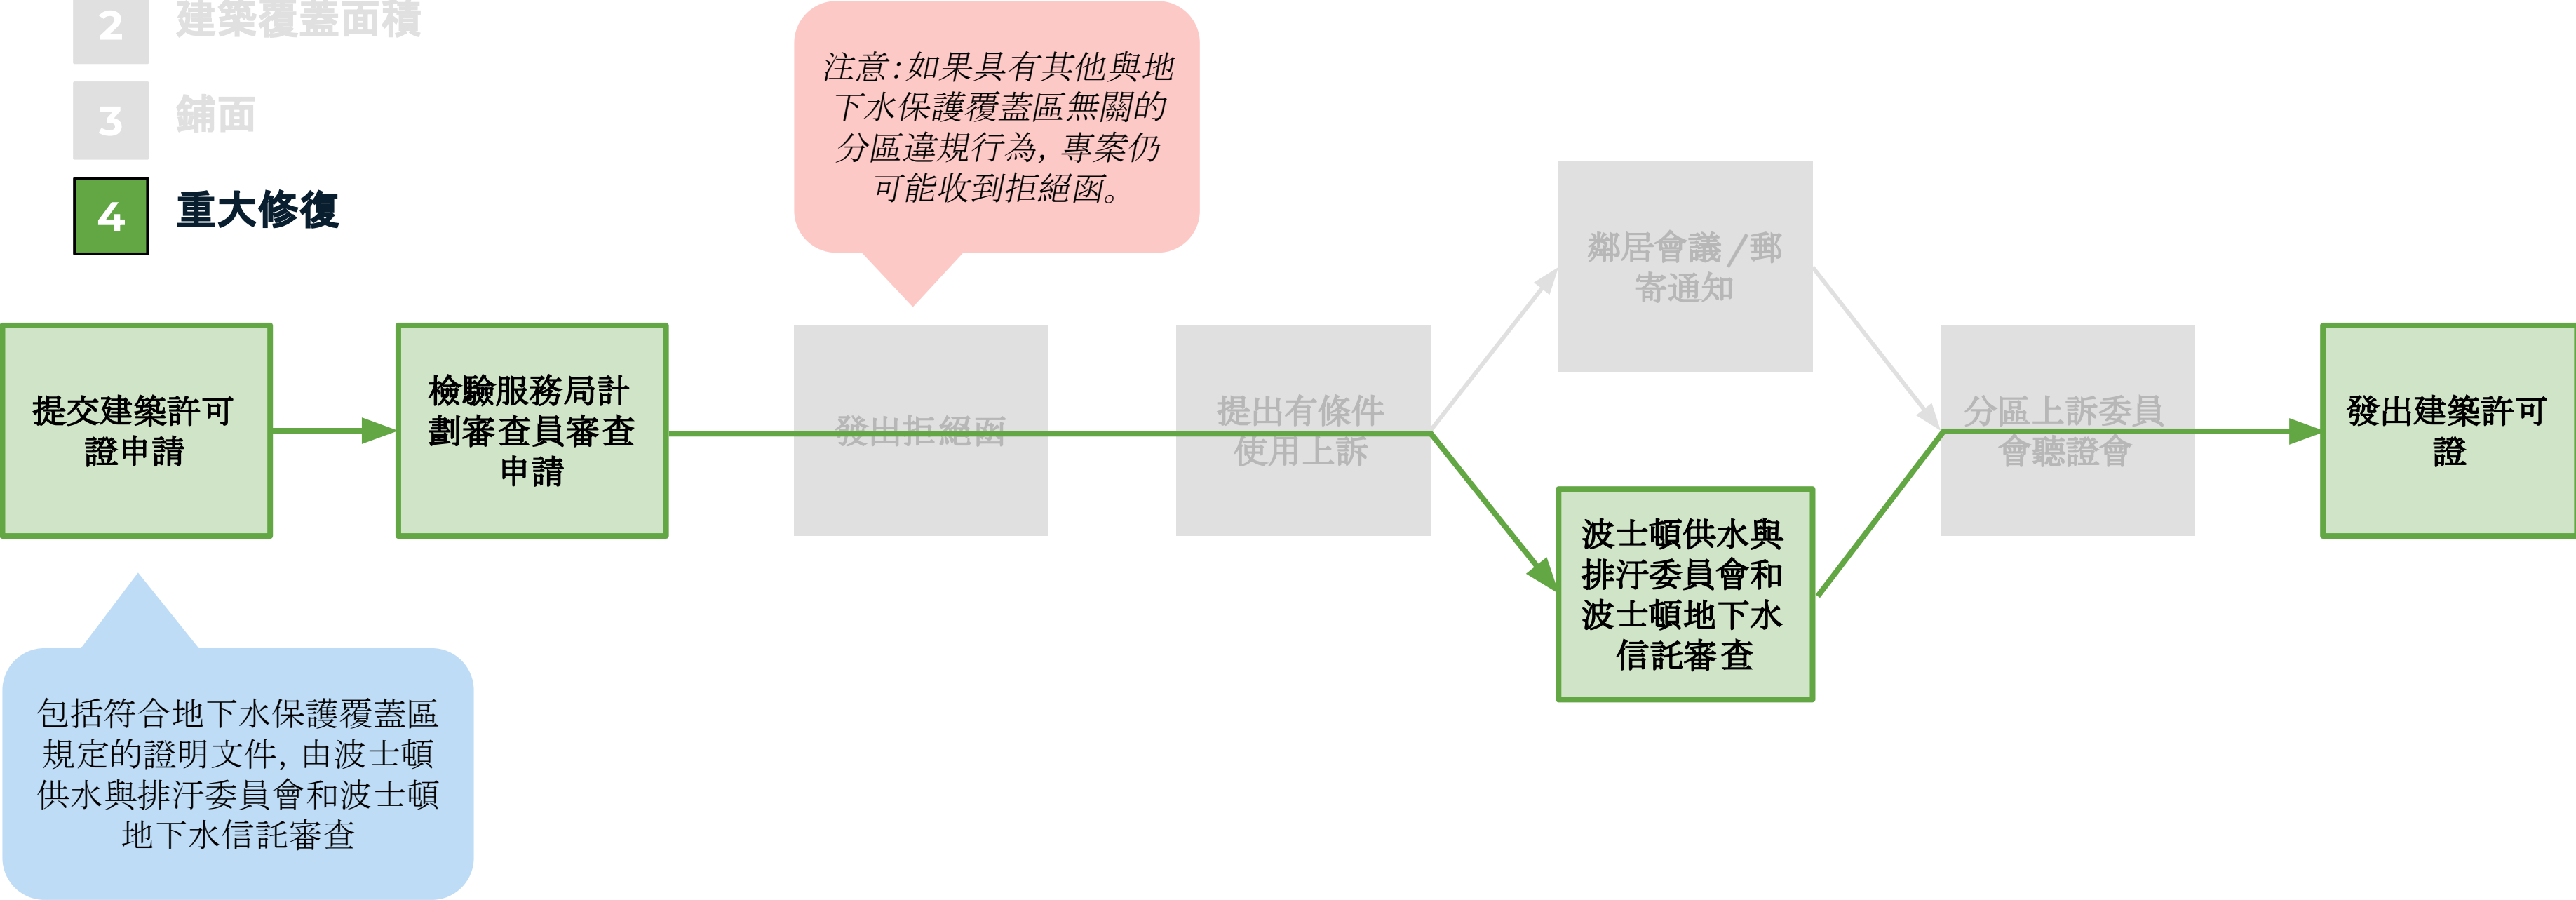 2 建築覆蓋面積
3 鋪面
4 重大修復
注意:如果具有其他與地
下水保護覆蓋區無關的
分區違規行為,專案仍
可能收到拒絕函。
提交建築許可
證申請
檢驗服務局計
劃審查員審查
申請
發出拒絕函
提出有條件
使用上訴
鄰居會議/郵
寄通知
波士頓供水與
排汙委員會和
波士頓地下水
信託審查
分區上訴委員
會聽證會
發出建築許可
證
包括符合地下水保護覆蓋區
規定的證明文件,由波士頓
供水與排汙委員會和波士頓
地下水信託審查